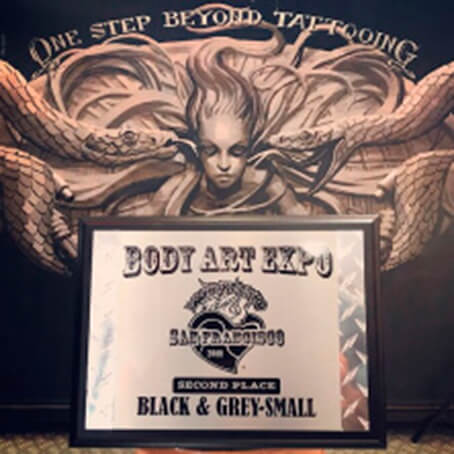 ONE STEP BEYOND TATTOOING
BODY ART EXPO
SAN FRANCISCO
SECOND PLACE
BLACK & GREY-SMALL